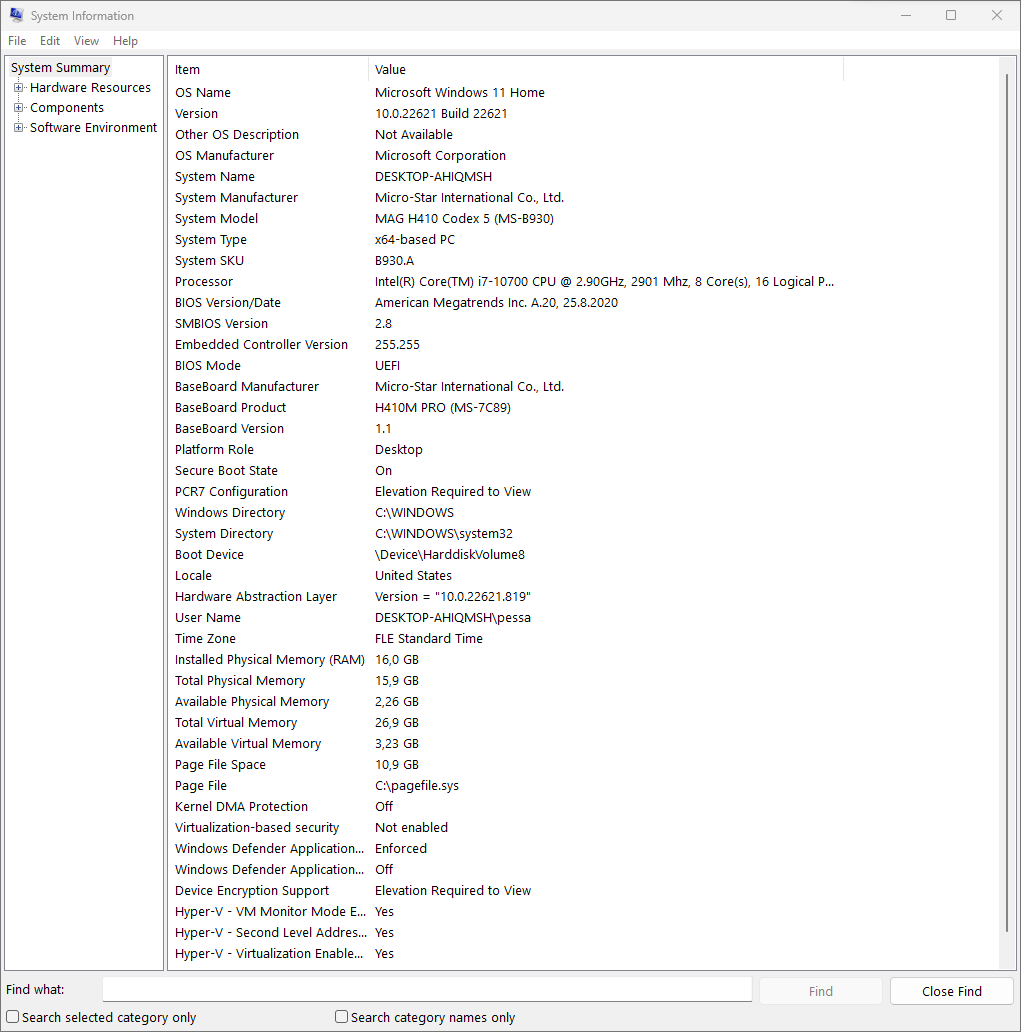 System Information
File Edit View Help
System Summary
Hardware Resources
Components
Software Environment
Item Value
OS Name Microsoft Windows 11 Home
Version 10.0.22621 Build 22621
Other OS Description Not Available
OS Manufacturer Microsoft Corporation
System Name DESKTOP-AHIQMSH
System Manufacturer Micro-Star International Co., Ltd.
System Model MAG H410 Codex 5 (MS-B930)
System Type x64-based PC
System SKU B930.A
Processor Intel(R) Core(TM) i7-10700 CPU @ 2.90GHz, 2901 Mhz, 8 Core(s), 16 Logical P...
BIOS Version/Date American Megatrends Inc. A.20, 25.8.2020
SMBIOS Version 2.8
Embedded Controller Version 255.255
BIOS Mode UEFI
BaseBoard Manufacturer Micro-Star International Co., Ltd.
BaseBoard Product H410M PRO (MS-7C89)
BaseBoard Version 1.1
Platform Role Desktop
Secure Boot State On
PCR7 Configuration Elevation Required to View
Windows Directory C:\WINDOWS
System Directory C:\WINDOWS\system32
Boot Device \Device\HarddiskVolume8
Locale United States
Hardware Abstraction Layer Version = "10.0.22621.819"
User Name DESKTOP-AHIQMSH\pessa
Time Zone FLE Standard Time
Installed Physical Memory (RAM) 16,0 GB
Total Physical Memory 15,9 GB
Available Physical Memory 2,26 GB
Total Virtual Memory 26,9 GB
Available Virtual Memory 3,23 GB
Page File Space 10,9 GB
Page File C:\pagefile.sys
Kernel DMA Protection Off
Virtualization-based security Not enabled
Windows Defender Application... Enforced
Windows Defender Application... Off
Device Encryption Support Elevation Required to View
Hyper-V - VM Monitor Mode E... Yes
Hyper-V - Second Level Addres... Yes
Hyper-V - Virtualization Enable... Yes
Find what: Find Close Find
Search selected category only Search category names only